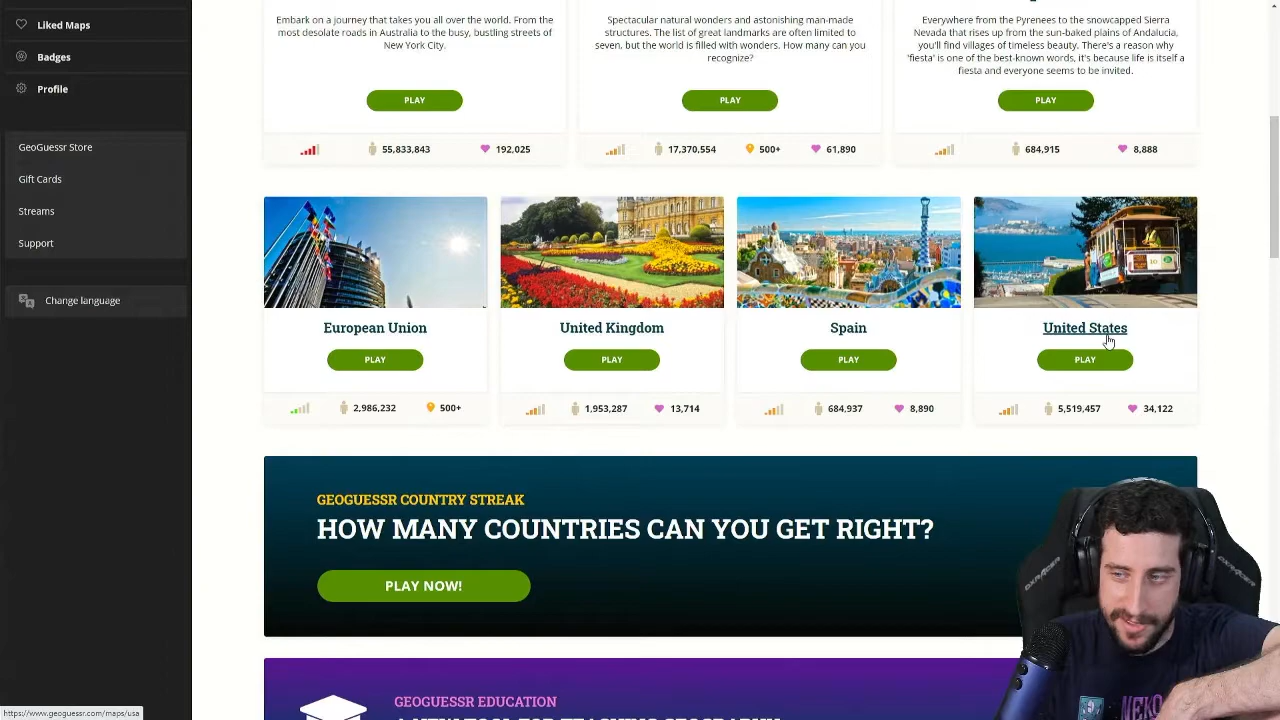 Liked Maps
Badges
Profile
GeoGuessr Store
Gift Cards
Streams
Support
Change language
Embark on a journey that takes you all over the world. From the
most desolate roads in Australia to the busy, bustling streets of
New York City.
PLAY
55,833,843
192,025
Spectacular natural wonders and astonishing man-made
structures. The list of great landmarks are often limited to
seven, but the world is filled with wonders. How many can you
recognize?
PLAY
17,370,554
500+
61,890
Everywhere from the Pyrenees to the snowcapped Sierra
Nevada that rises up from the sun-baked plains of Andalucia,
you'll find villages of timeless beauty. There's a reason why
'fiesta' is one of the best-known words, it's because life is itself a
fiesta and everyone seems to be invited.
PLAY
684,915
8,888
European Union
PLAY
2,986,232
500+
United Kingdom
PLAY
1,953,287
13,714
Spain
PLAY
684,937
8,890
United States
PLAY
5,519,457
34,122
GEOGUESSR COUNTRY STREAK
HOW MANY COUNTRIES CAN YOU GET RIGHT?
PLAY NOW!
GEOGUESSR EDUCATION
A NEW TOOL FOR TEACHING GEOGRAPHY
https://www.geoguessr.com/maps/usa
DXRACER
NEKO